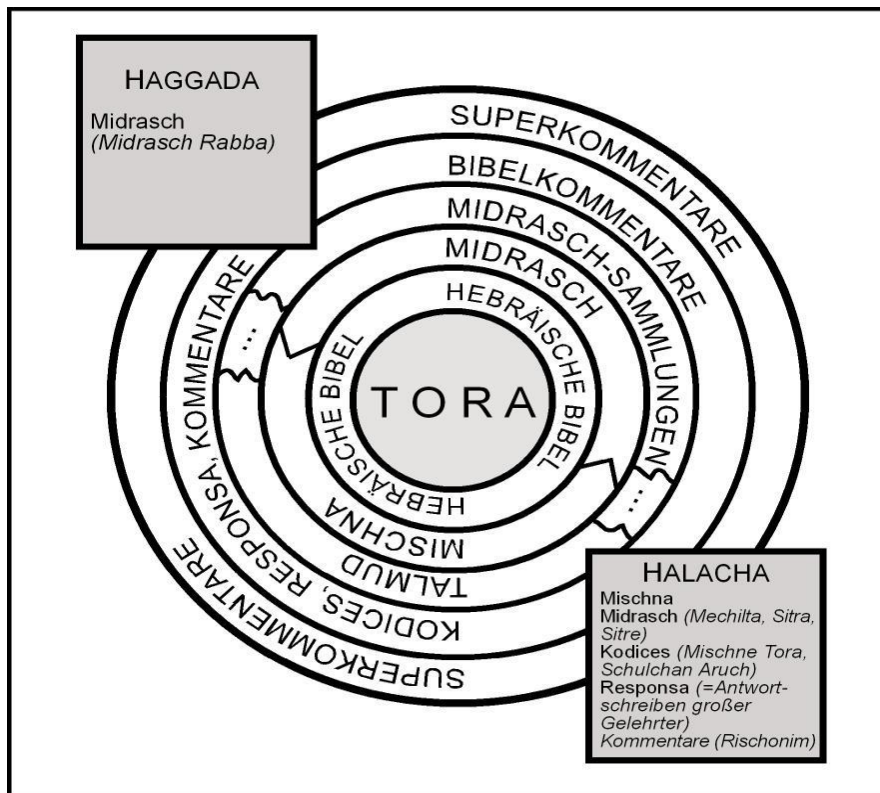 HAGGADA
Midrasch
(Midrasch Rabba)
SUPERKOMMENTARE
BIBELKOMMENTARE
MIDRASCH-SAMMLUNGEN
MIDRASCH
HEBRÄISCHE BIBEL
TORA
HEBRÄISCHE BIBEL
MISCHNA
TALMUD
KODICES, RESPONSA, KOMMENTARE
SUPERKOMMENTARE
...
...
HALACHA
Mischna
Midrasch (Mechilta, Sitra,
Sitre)
Kodices (Mischne Tora,
Schulchan Aruch)
Responsa (=Antwort-
schreiben großer
Gelehrter)
Kommentare (Rischonim)